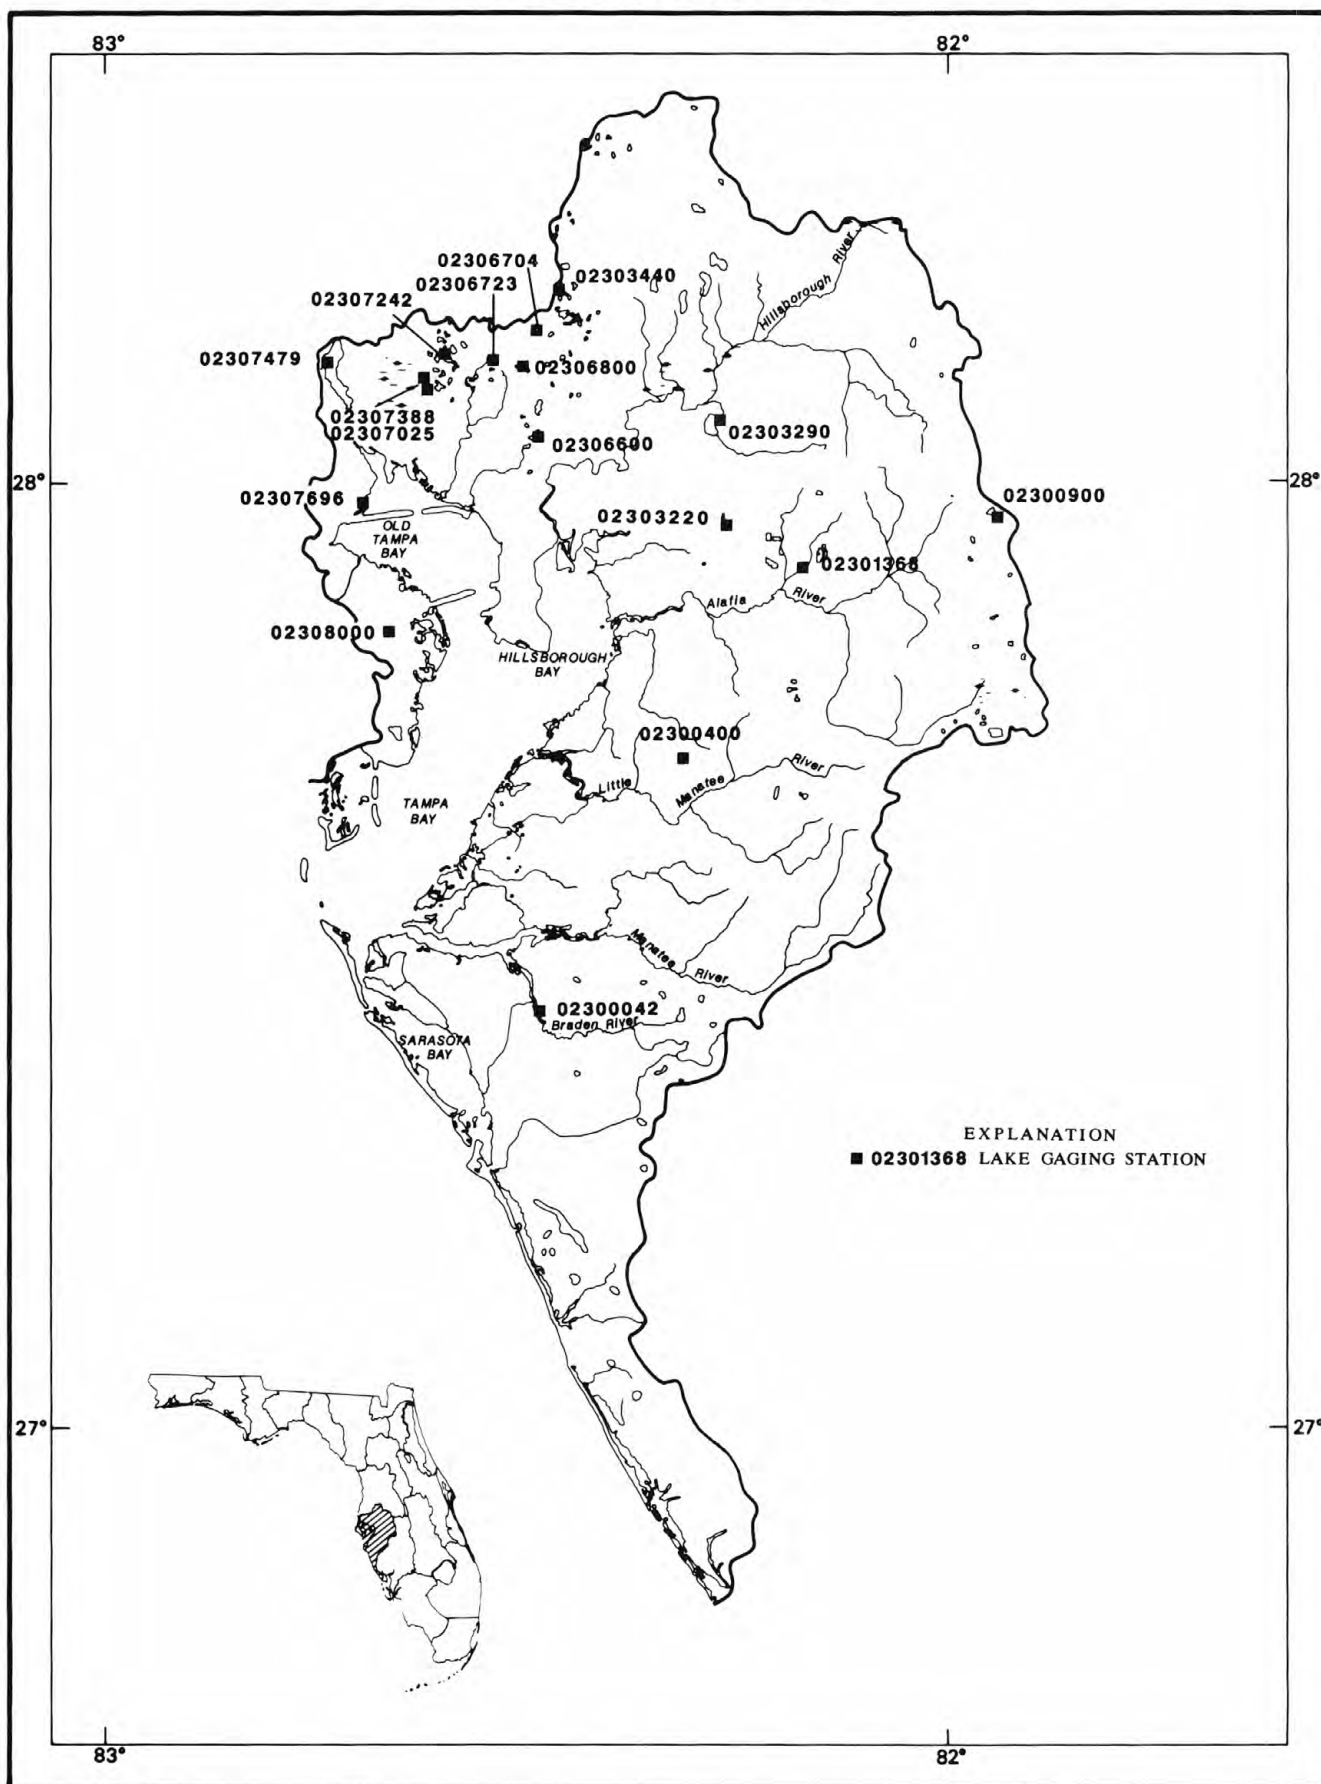 83°
82°
Hillsborough River
02306704
02303440
02306723
02307242
02307479
02306800
02307388
02307025
02303290
02306600
28°
28°
02307696
02300900
OLD
TAMPA
BAY
02303220
02301368
Alafia River
02308000
HILLSBOROUGH
BAY
02300400
Little Manatee River
TAMPA
BAY
Manatee River
02300042
Braden River
SARASOTA
BAY
EXPLANATION
02301368 LAKE GAGING STATION
27°
27°
83°
82°